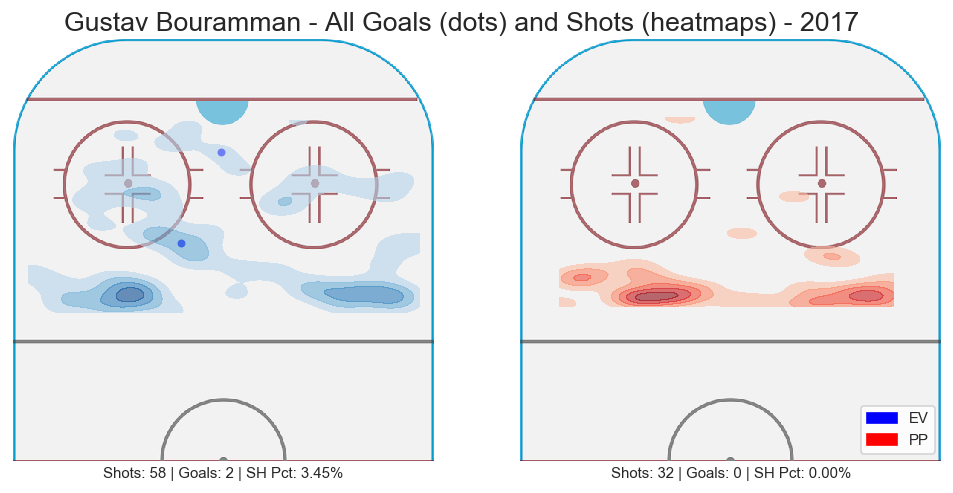 Gustav Bouramman - All Goals (dots) and Shots (heatmaps) - 2017
EV
PP
Shots: 58 | Goals: 2 | SH Pct: 3.45%
Shots: 32 | Goals: 0 | SH Pct: 0.00%